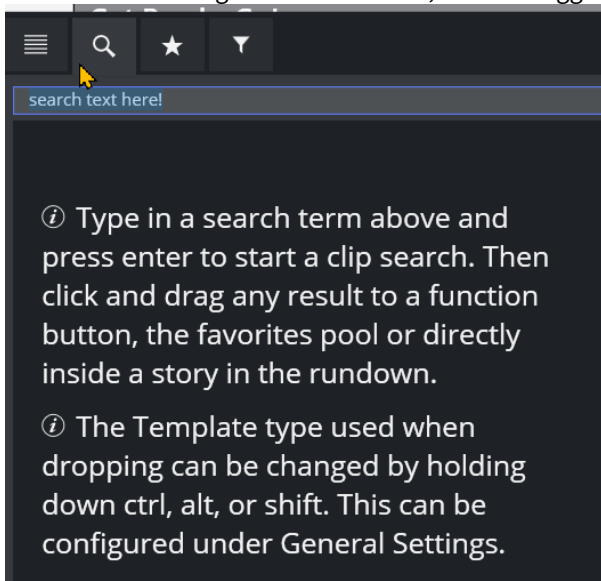 search text here!
ⓘ Type in a search term above and
press enter to start a clip search. Then
click and drag any result to a function
button, the favorites pool or directly
inside a story in the rundown.
ⓘ The Template type used when
dropping can be changed by holding
down ctrl, alt, or shift. This can be
configured under General Settings.